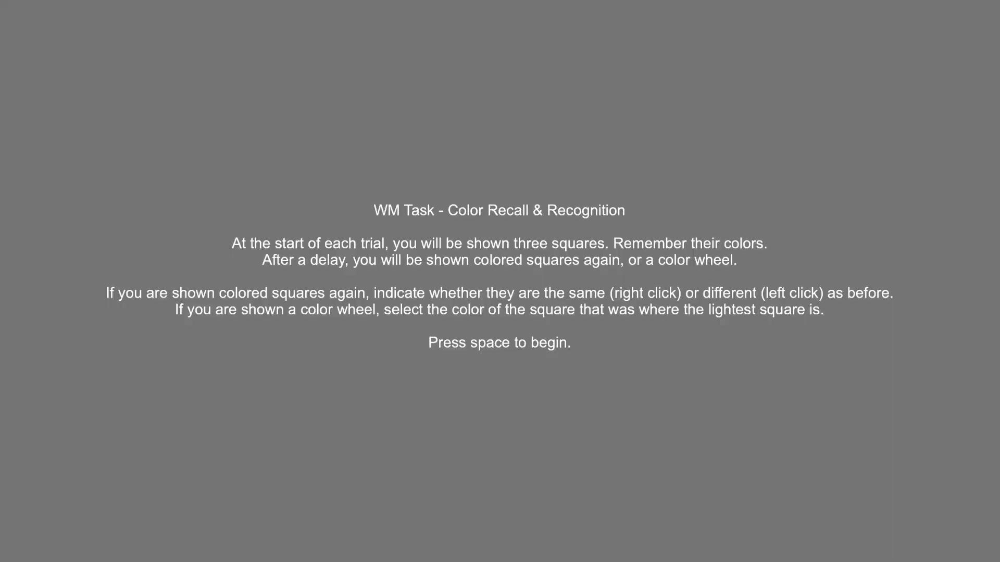 WM Task - Color Recall & Recognition
At the start of each trial, you will be shown three squares. Remember their colors.
After a delay, you will be shown colored squares again, or a color wheel.
If you are shown colored squares again, indicate whether they are the same (right click) or different (left click) as before.
If you are shown a color wheel, select the color of the square that was where the lightest square is.
Press space to begin.